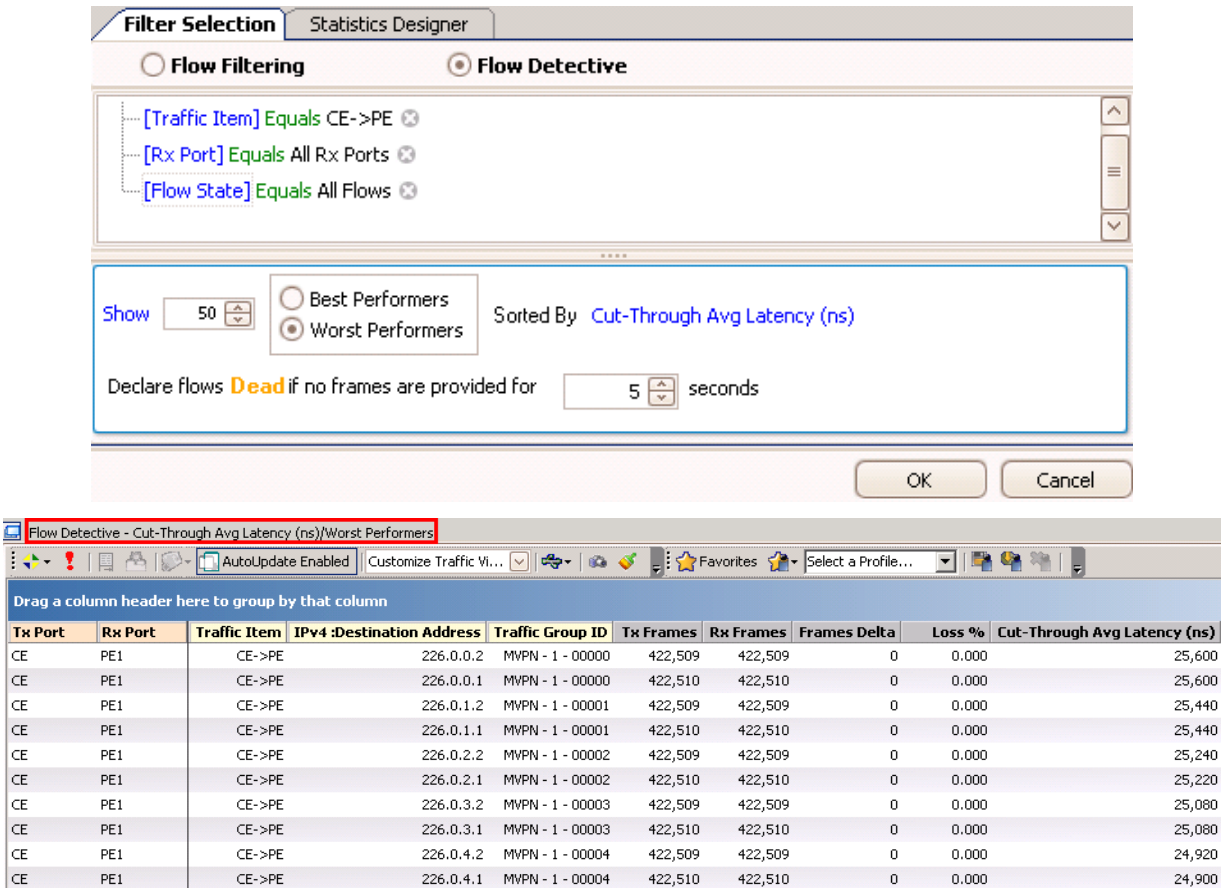 Filter Selection Statistics Designer
Flow Filtering Flow Detective
[Traffic Item] Equals CE->PE
[Rx Port] Equals All Rx Ports
[Flow State] Equals All Flows
Show 50 Best Performers Worst Performers Sorted By Cut-Through Avg Latency (ns)
Declare flows Dead if no frames are provided for 5 seconds
OK Cancel
Flow Detective - Cut-Through Avg Latency (ns)/Worst Performers
AutoUpdate Enabled Customize Traffic Vi... Favorites Select a Profile...
Drag a column header here to group by that column
Tx Port Rx Port Traffic Item IPv4 :Destination Address Traffic Group ID Tx Frames Rx Frames Frames Delta Loss % Cut-Through Avg Latency (ns)
CE PE1 CE->PE 226.0.0.2 MVPN - 1 - 00000 422,509 422,509 0 0.000 25,600
CE PE1 CE->PE 226.0.0.1 MVPN - 1 - 00000 422,510 422,510 0 0.000 25,600
CE PE1 CE->PE 226.0.1.2 MVPN - 1 - 00001 422,509 422,509 0 0.000 25,440
CE PE1 CE->PE 226.0.1.1 MVPN - 1 - 00001 422,510 422,510 0 0.000 25,440
CE PE1 CE->PE 226.0.2.2 MVPN - 1 - 00002 422,509 422,509 0 0.000 25,240
CE PE1 CE->PE 226.0.2.1 MVPN - 1 - 00002 422,510 422,510 0 0.000 25,220
CE PE1 CE->PE 226.0.3.2 MVPN - 1 - 00003 422,509 422,509 0 0.000 25,080
CE PE1 CE->PE 226.0.3.1 MVPN - 1 - 00003 422,510 422,510 0 0.000 25,080
CE PE1 CE->PE 226.0.4.2 MVPN - 1 - 00004 422,509 422,509 0 0.000 24,920
CE PE1 CE->PE 226.0.4.1 MVPN - 1 - 00004 422,510 422,510 0 0.000 24,900